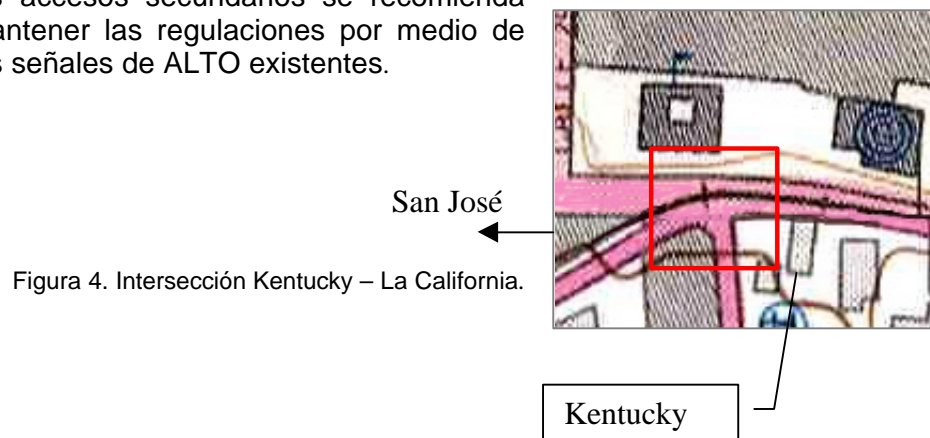 accesos secundarios se recomienda
mantener las regulaciones por medio de
señales de ALTO existentes.
San José
Figura 4. Intersección Kentucky – La California.
Kentucky